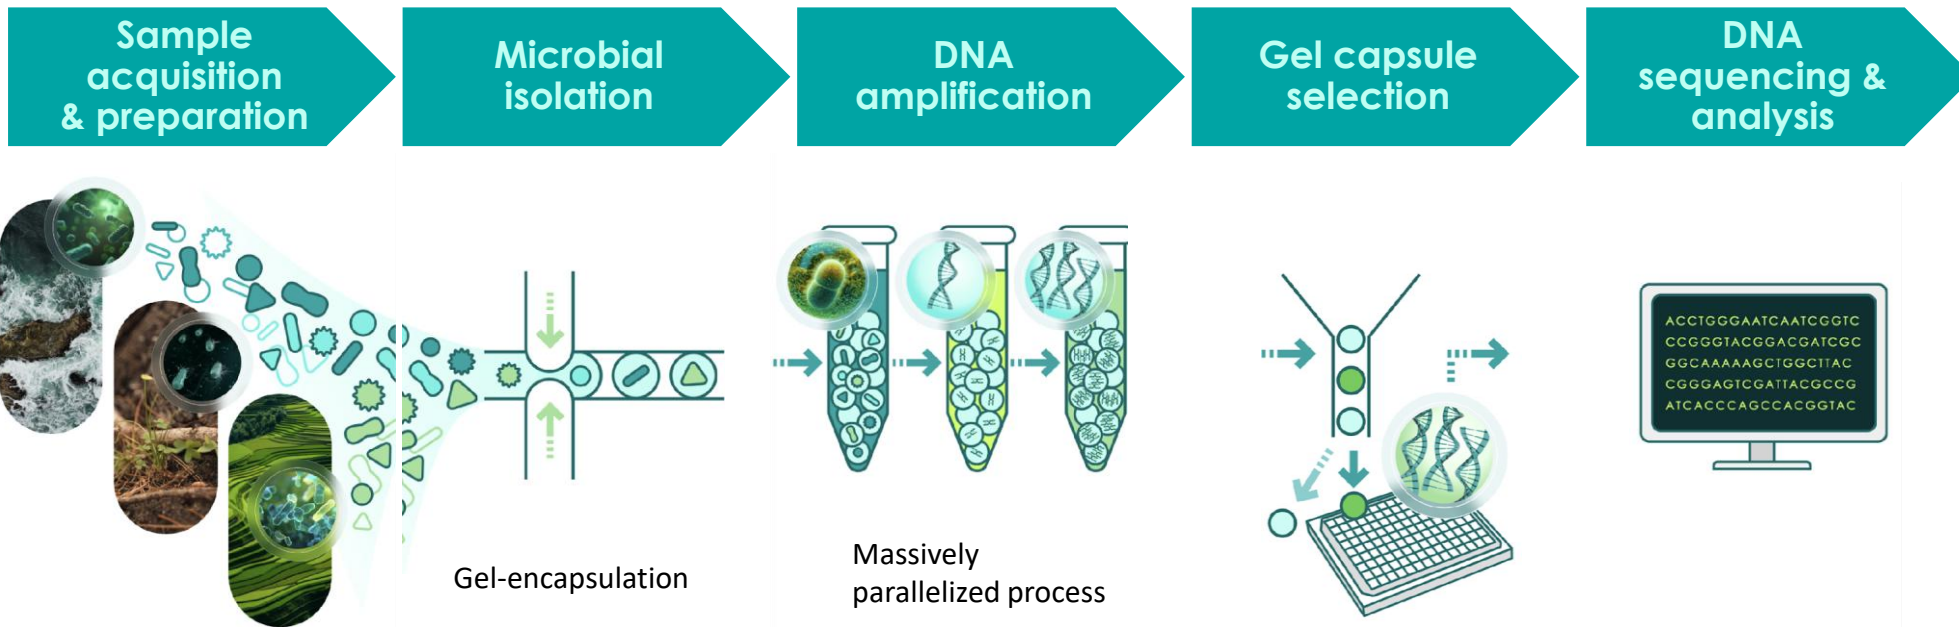 Sample
acquisition
& preparation
Microbial
isolation
DNA
amplification
Gel capsule
selection
DNA
sequencing &
analysis
ACCTGGGAATCAATCGGTC
CCGGGTACGGACGATCGC
GGCAAAAAGCTGGCTTAC
CGGGAGTCGATTACGCCG
ATCACCCAGCCACGGTAC
Gel-encapsulation
Massively
parallelized process